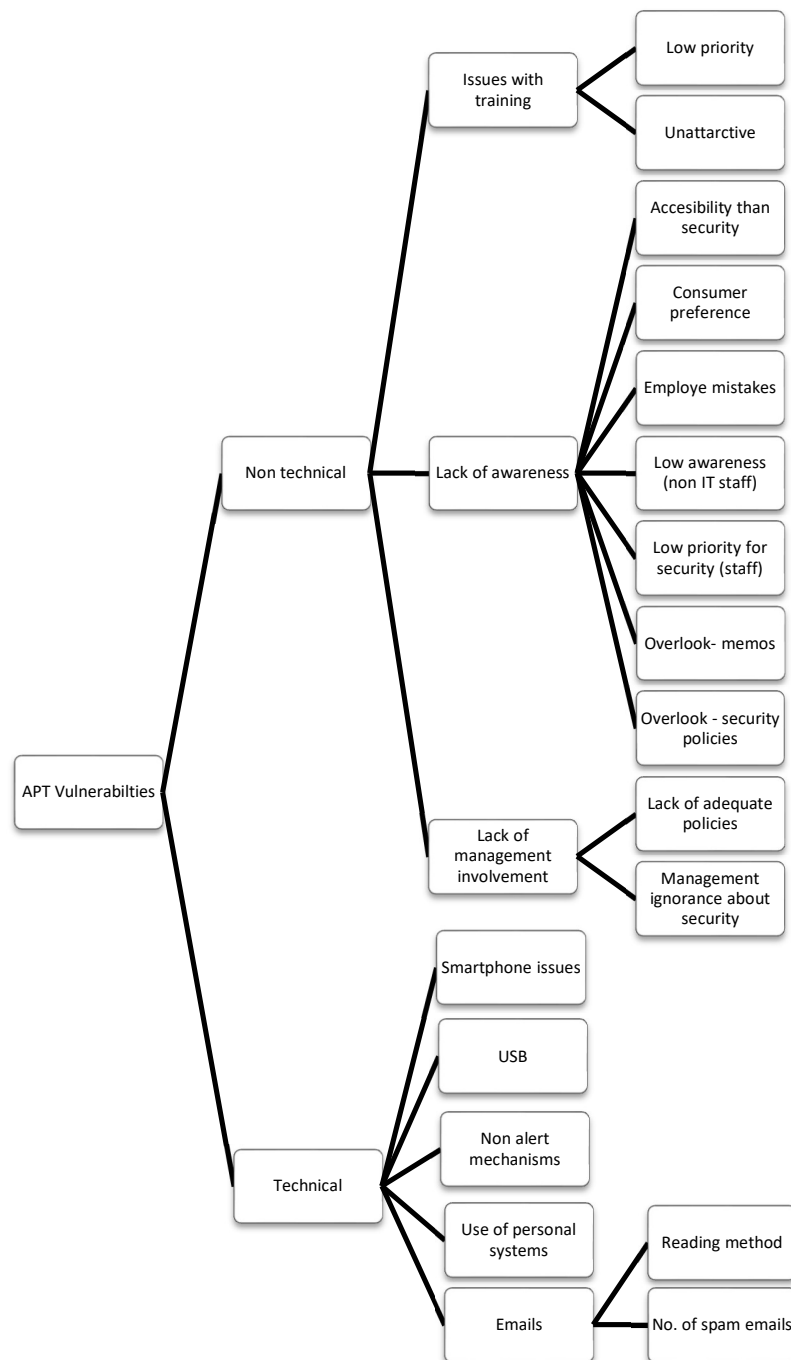 Low priority
Issues with
training
Unattarctive
Accesibility than
security
Consumer
preference
Employe mistakes
Non technical
Lack of awareness
Low awareness
(non IT staff)
Low priority for
security (staff)
Overlook- memos
Overlook - security
policies
APT Vulnerabilties
Lack of
management
involvement
Lack of adequate
policies
Management
ignorance about
security
Smartphone issues
USB
Non alert
mechanisms
Technical
Use of personal
systems
Reading method
Emails
No. of spam emails